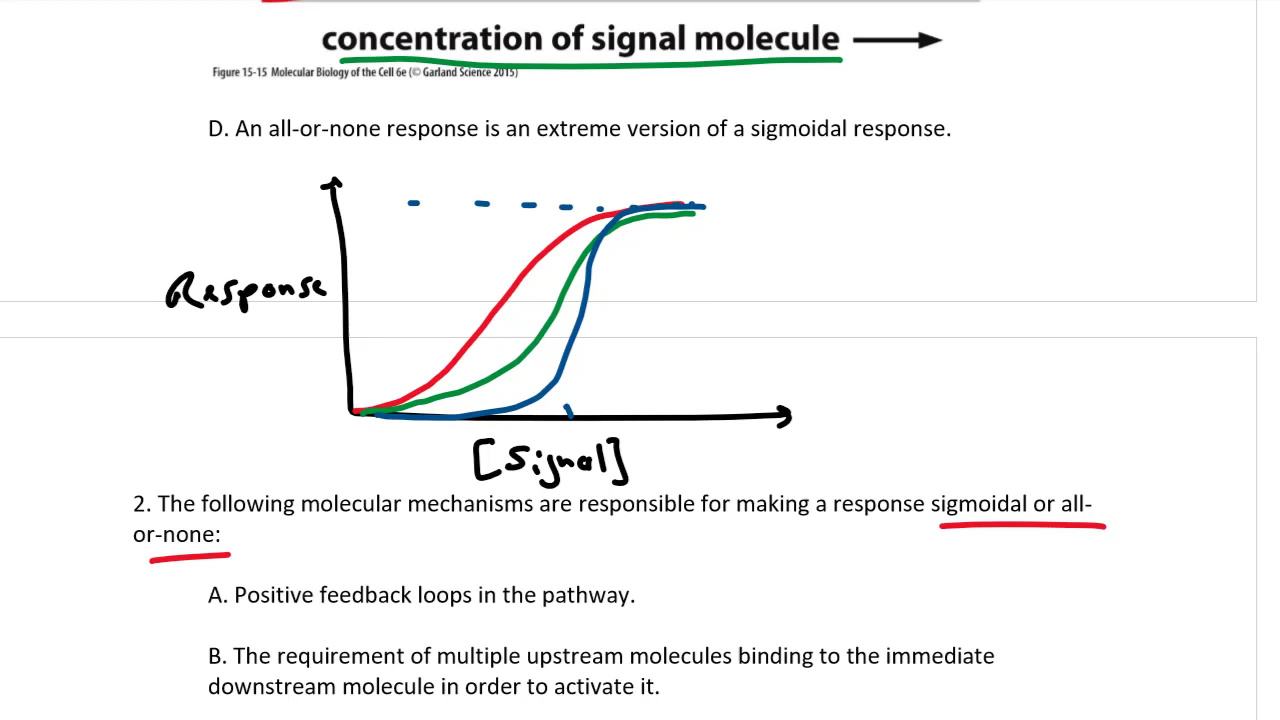 concentration of signal molecule
Figure 15-15 Molecular Biology of the Cell 6e (© Garland Science 2015)
D. An all-or-none response is an extreme version of a sigmoidal response.
Response
[Signal]
2. The following molecular mechanisms are responsible for making a response sigmoidal or all-
or-none:
A. Positive feedback loops in the pathway.
B. The requirement of multiple upstream molecules binding to the immediate
downstream molecule in order to activate it.